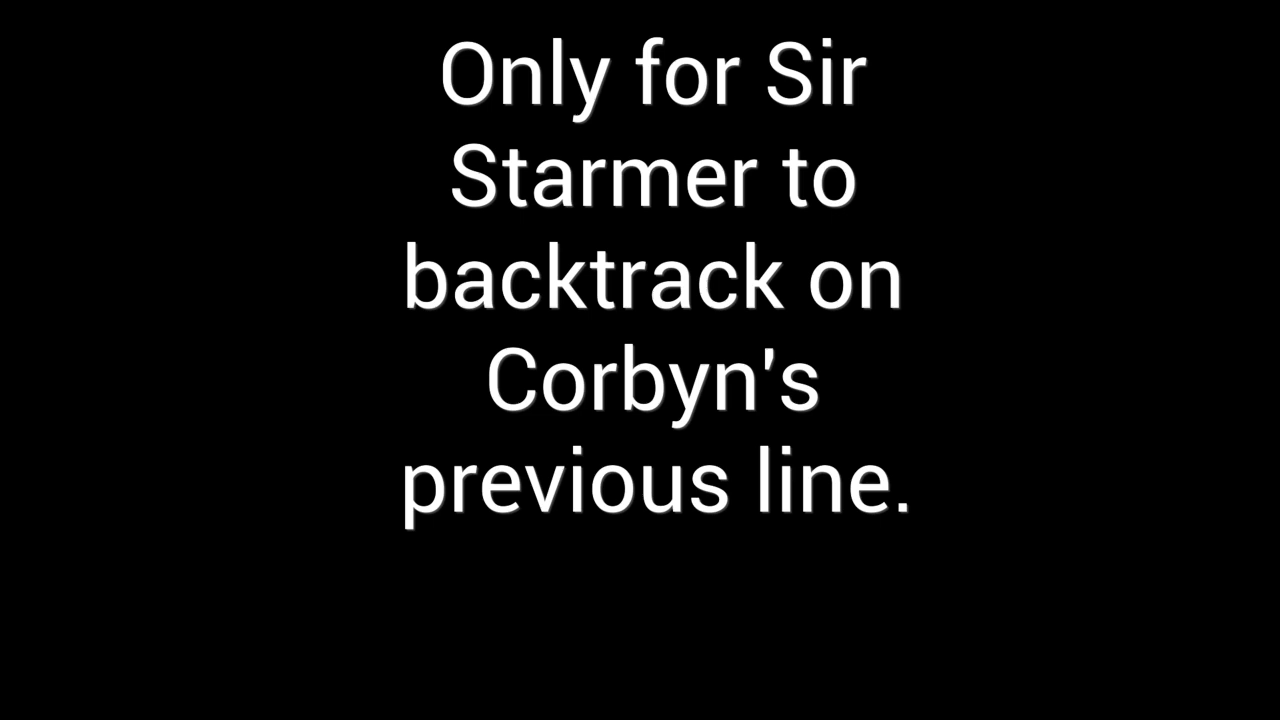 Only for Sir
Starmer to
backtrack on
Corbyn's
previous line.